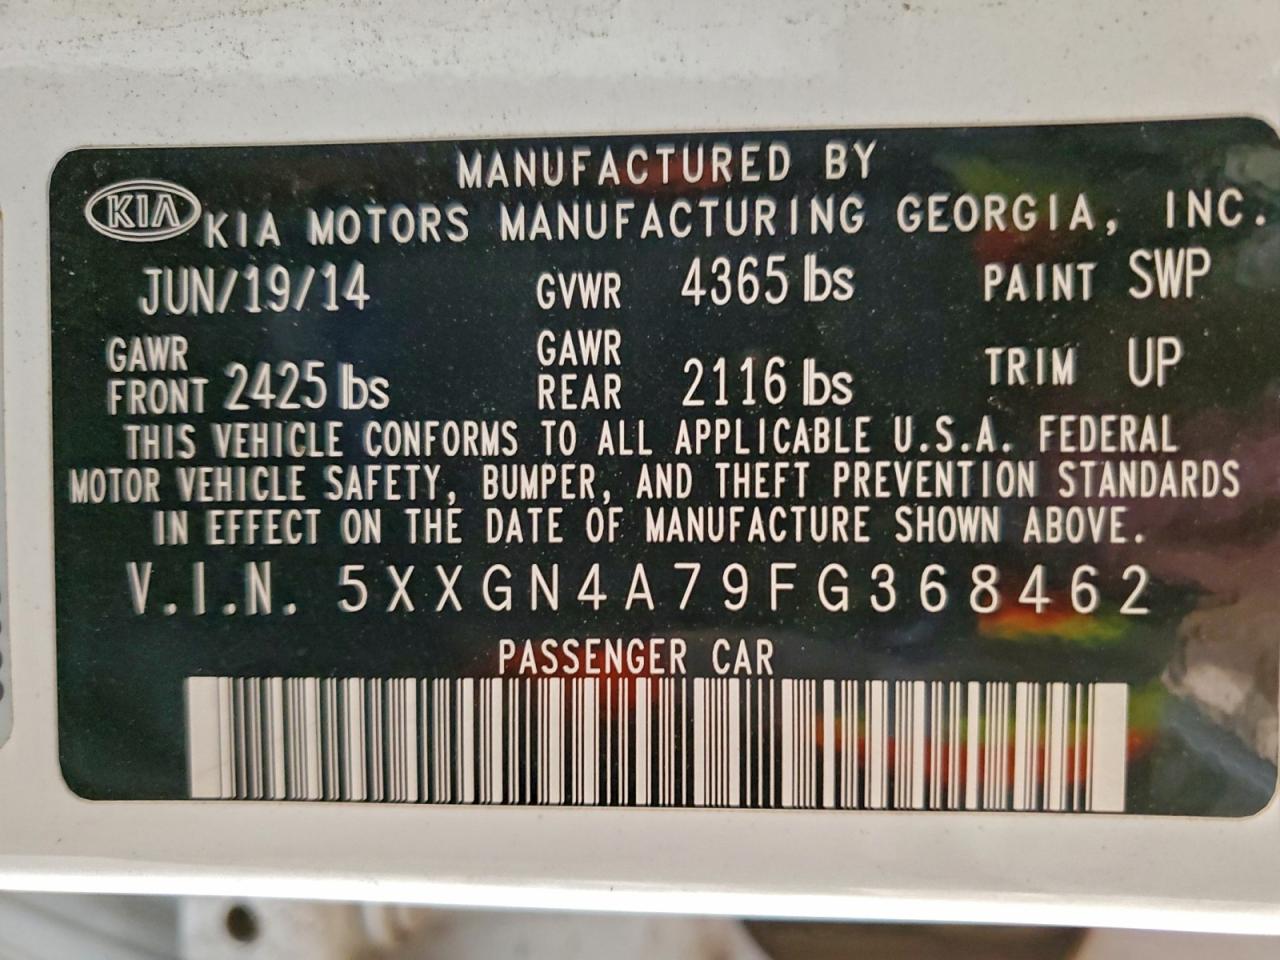 MANUFACTURED BY
KIA KIA MOTORS MANUFACTURING GEORGIA, INC.
JUN/19/14 GVWR 4365 lbs PAINT SWP
GAWR FRONT 2425 lbs GAWR REAR 2116 lbs TRIM UP
THIS VEHICLE CONFORMS TO ALL APPLICABLE U.S.A. FEDERAL
MOTOR VEHICLE SAFETY, BUMPER, AND THEFT PREVENTION STANDARDS
IN EFFECT ON THE DATE OF MANUFACTURE SHOWN ABOVE.
V.I.N. 5XXGN4A79FG368462
PASSENGER CAR